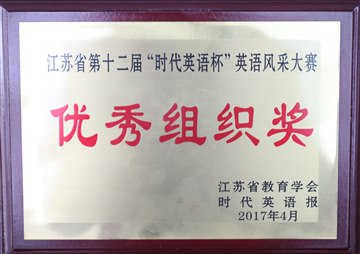 江苏省第十二届“时代英语杯”英语风采大赛
优秀组织奖
江苏省教育学会
时代英语报
2017年4月